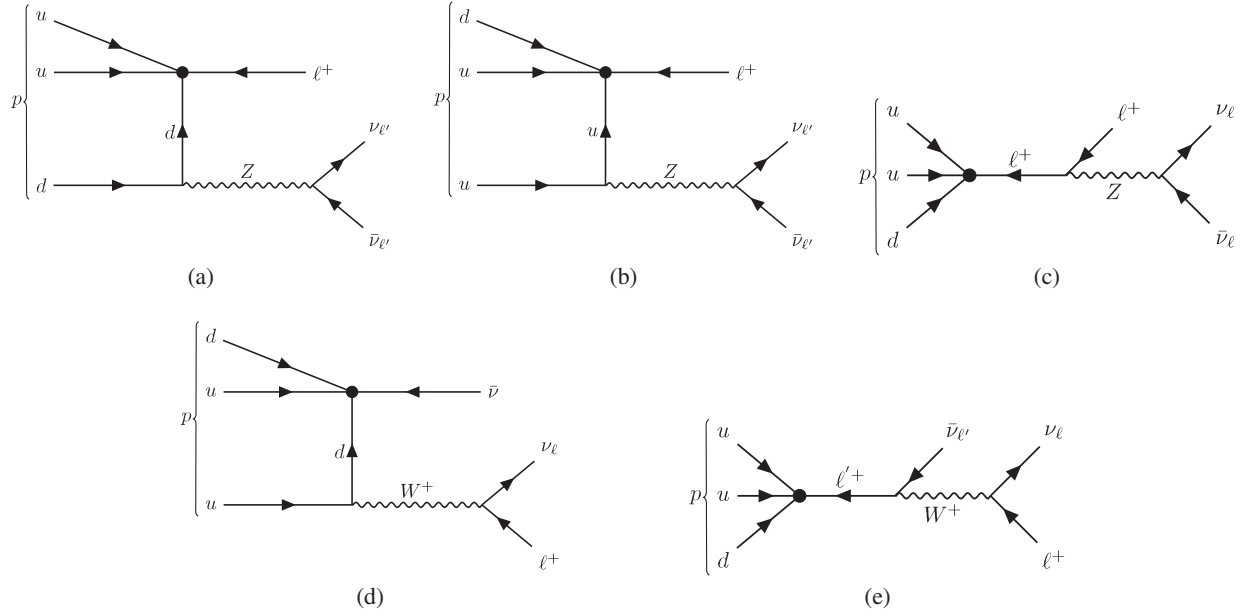 u
u
p
d
d
ℓ⁺
Z
ν_ℓ′
ν̄_ℓ′
(a)
d
u
p
u
u
ℓ⁺
Z
ν_ℓ′
ν̄_ℓ′
(b)
u
u
p
d
ℓ⁺
ℓ⁺
Z
ν_ℓ
ν̄_ℓ
(c)
d
u
p
u
d
ν̄
W⁺
ν_ℓ
ℓ⁺
(d)
u
u
p
d
ℓ′⁺
ν̄_ℓ′
W⁺
ν_ℓ
ℓ⁺
(e)